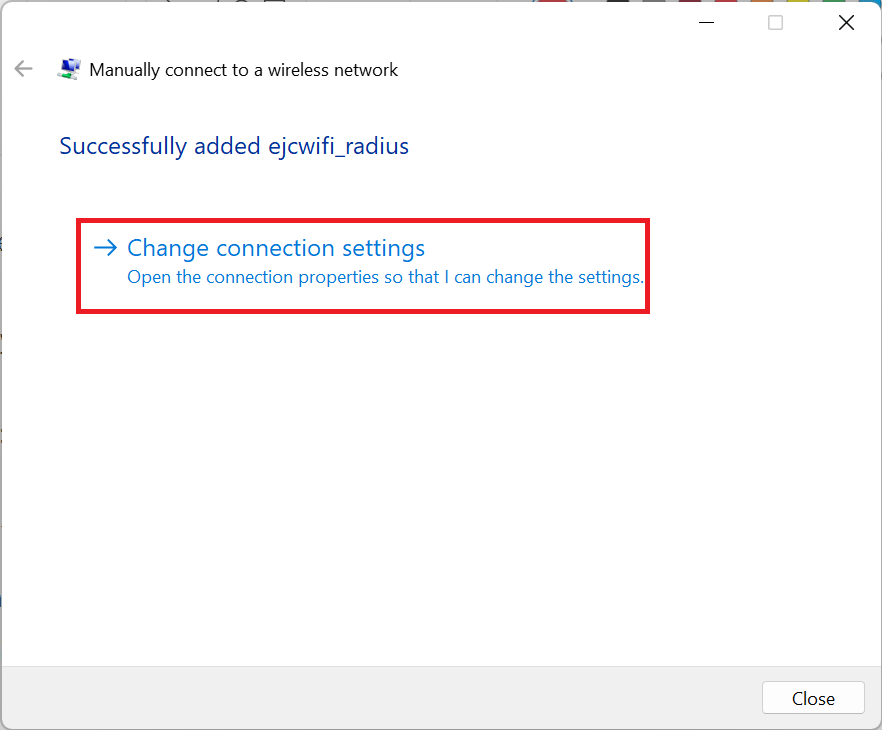 Manually connect to a wireless network
Successfully added ejcwifi_radius
Change connection settings
Open the connection properties so that I can change the settings.
Close